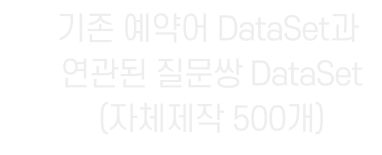 기존 예약어 DataSet과
연관된 질문쌍 DataSet
(자체제작 500개)